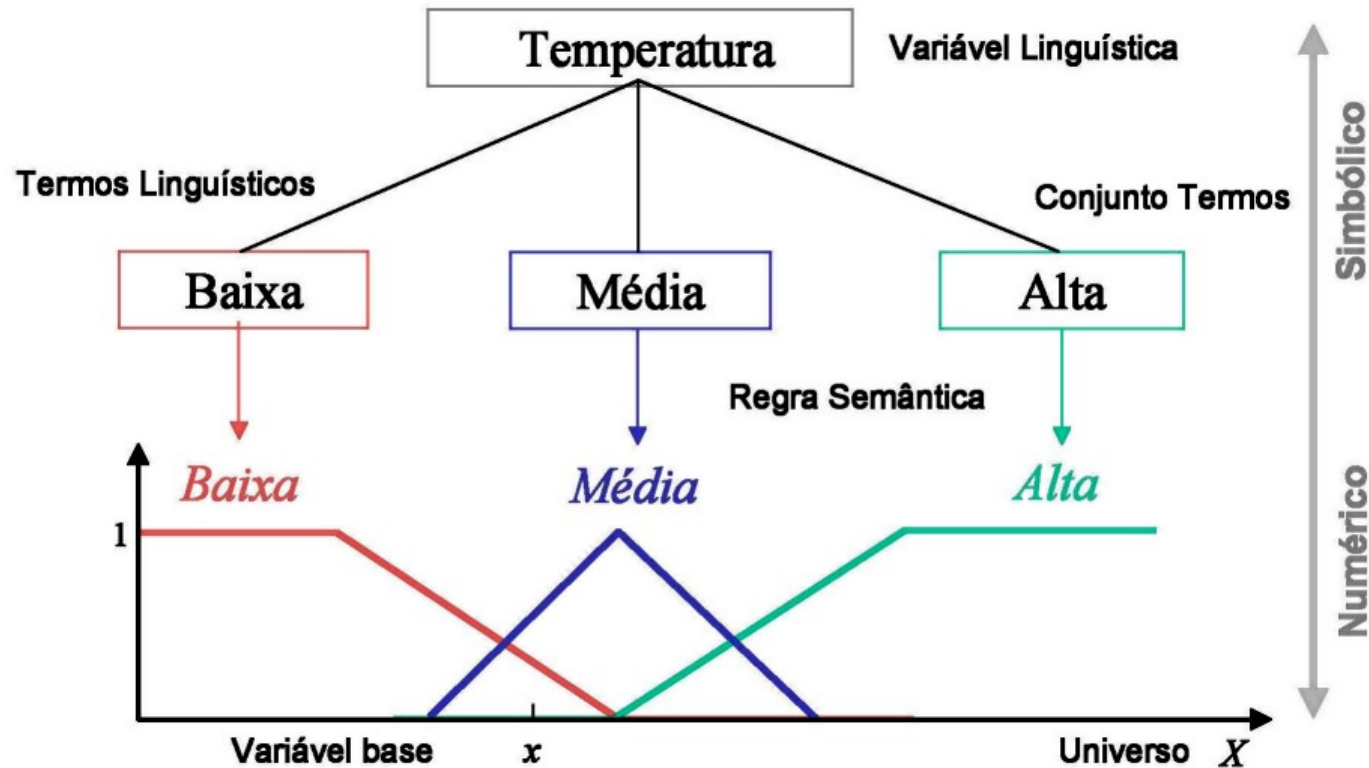 Temperatura
Variável Linguística
Termos Linguísticos
Conjunto Termos
Simbólico
Baixa
Média
Alta
Regra Semântica
Baixa
Média
Alta
Numérico
1
Variável base
x
Universo X